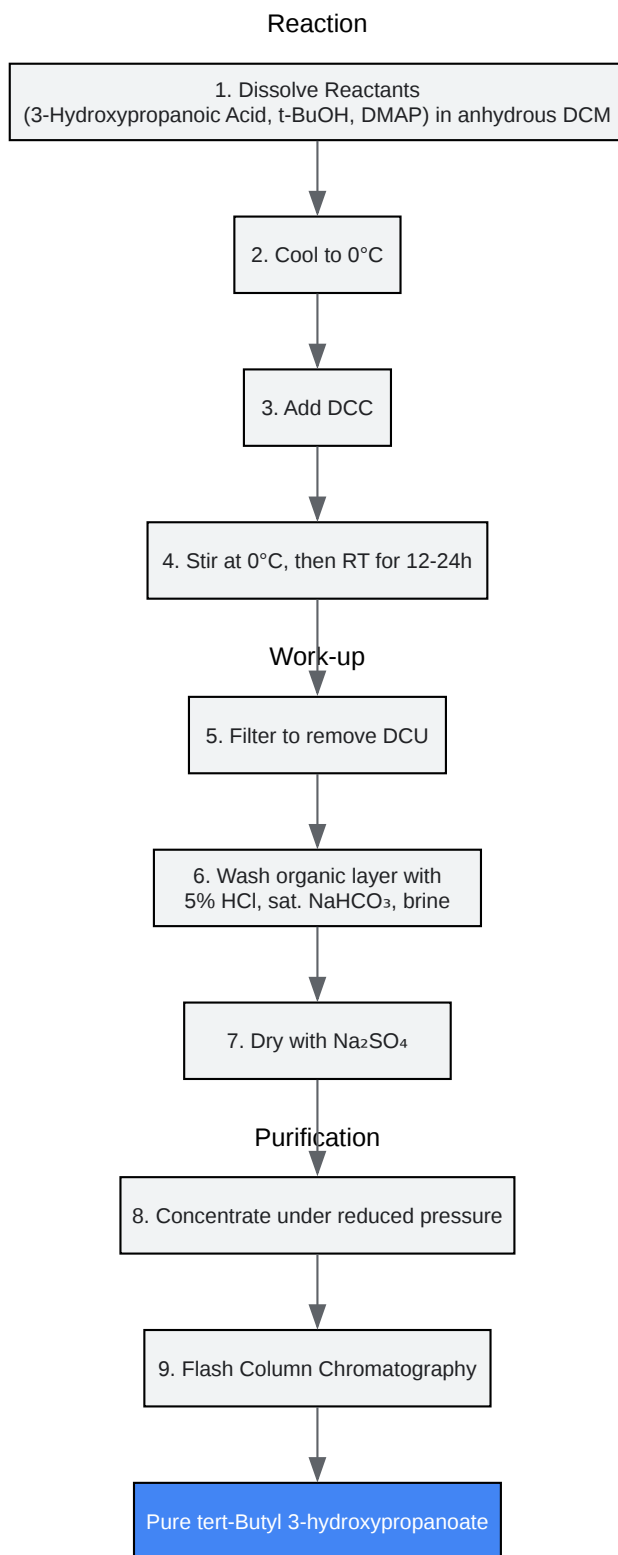 Reaction
1. Dissolve Reactants
(3-Hydroxypropanoic Acid, t-BuOH, DMAP) in anhydrous DCM
2. Cool to 0°C
3. Add DCC
4. Stir at 0°C, then RT for 12-24h
Work-up
5. Filter to remove DCU
6. Wash organic layer with
5% HCl, sat. NaHCO₃, brine
7. Dry with Na₂SO₄
Purification
8. Concentrate under reduced pressure
9. Flash Column Chromatography
Pure tert-Butyl 3-hydroxypropanoate